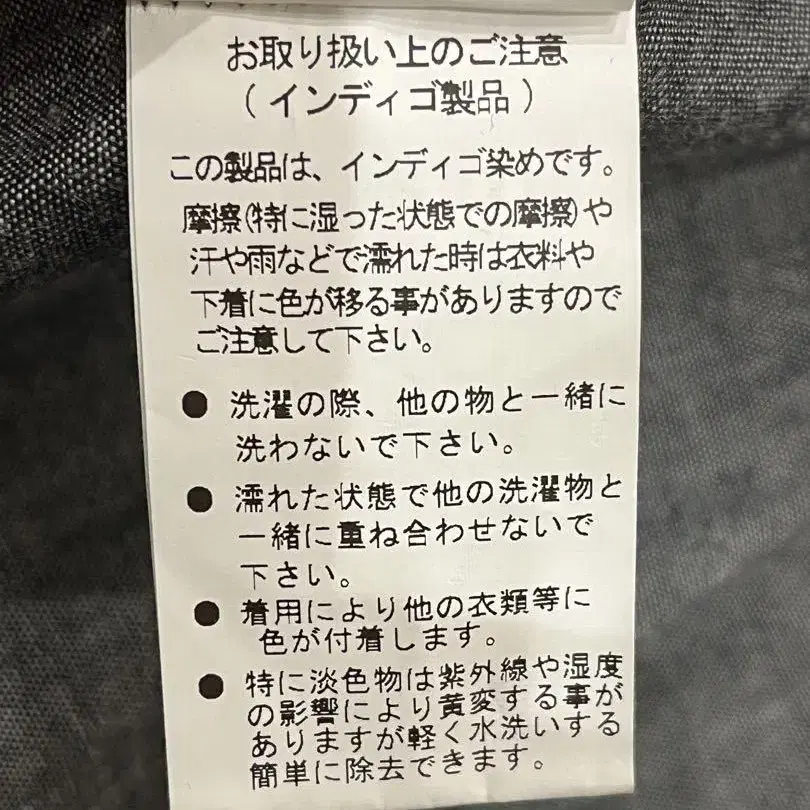 お取り扱い上のご注意
(インディゴ製品)
この製品は、インディゴ染めです。
摩擦(特に湿った状態での摩擦)や
汗や雨などで濡れた時は衣料や
下着に色が移る事がありますので
ご注意して下さい。
● 洗濯の際、他の物と一緒に
洗わないで下さい。
● 濡れた状態で他の洗濯物と
一緒に重ね合わせないで
下さい。
● 着用により他の衣類等に
色が付着します。
● 特に淡色物は紫外線や湿度
の影響により黄変する事が
ありますが軽く水洗いする
簡単に除去できます。